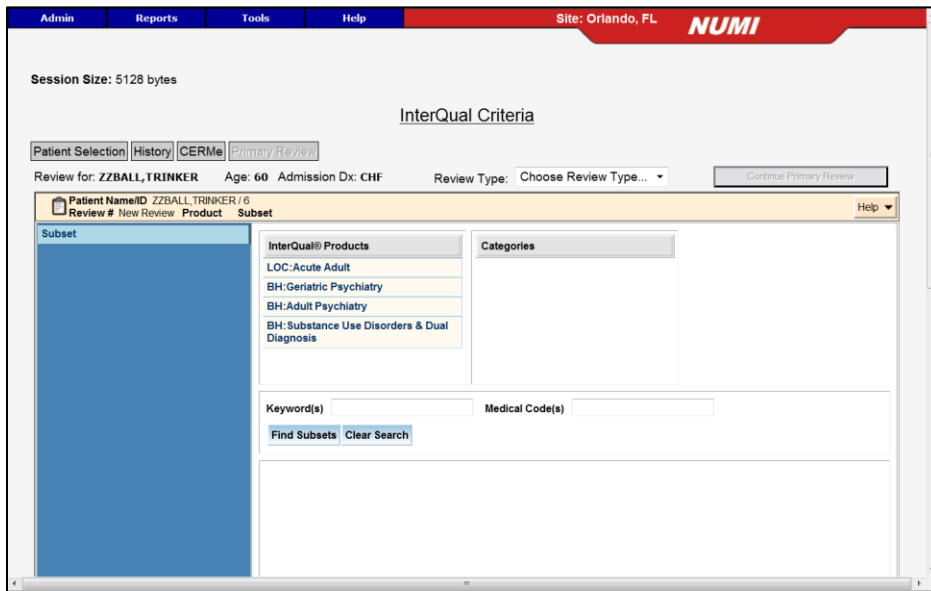 Admin Reports Tools Help Site: Orlando, FL NUMI
Session Size: 5128 bytes
InterQual Criteria
Patient Selection History CERMe Primary Review
Review for: ZZBALL,TRINKER Age: 60 Admission Dx: CHF Review Type: Choose Review Type... Continue Primary Review
Patient Name/ID ZZBALL,TRINKER / 6
Review # New Review Product Subset
Help
Subset
InterQual® Products
LOC:Acute Adult
BH:Geriatric Psychiatry
BH:Adult Psychiatry
BH:Substance Use Disorders & Dual
Diagnosis
Categories
Keyword(s) Medical Code(s)
Find Subsets Clear Search